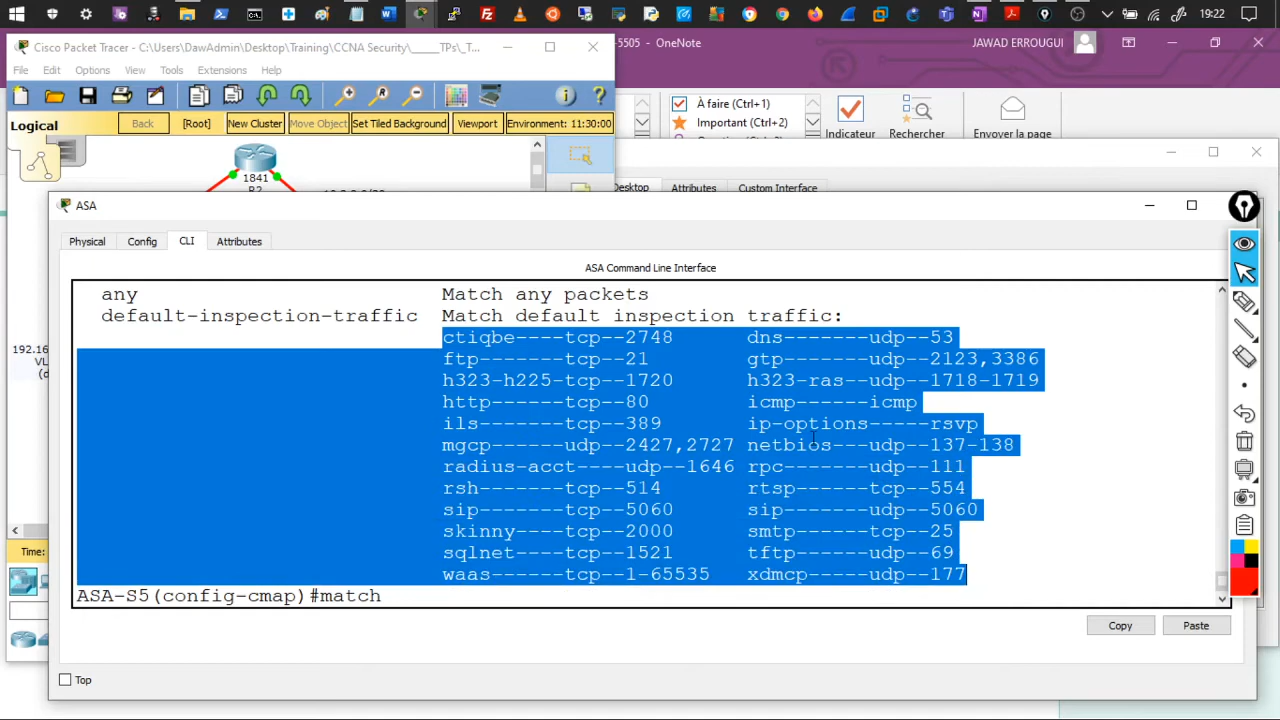 19:22
Cisco Packet Tracer - C:\Users\DawAdmin\Desktop\Training\CCNA Security\_____TPs\_T...
-5505 - OneNote
JAWAD ERROUGUI
File Edit Options View Tools Extensions Help
À faire (Ctrl+1)
Important (Ctrl+2)
Indicateur
Rechercher
Envoyer la page
Logical
Back
[Root]
New Cluster
Move Object
Set Tiled Background
Viewport
Environment: 11:30:00
1841
R2
Desktop
Attributes
Custom Interface
ASA
Physical
Config
CLI
Attributes
ASA Command Line Interface
any Match any packets
default-inspection-traffic Match default inspection traffic:
ctiqbe----tcp--2748 dns-------udp--53
ftp-------tcp--21 gtp-------udp--2123,3386
h323-h225-tcp--1720 h323-ras--udp--1718-1719
http------tcp--80 icmp------icmp
ils-------tcp--389 ip-options-----rsvp
mgcp------udp--2427,2727 netbios---udp--137-138
radius-acct----udp--1646 rpc-------udp--111
rsh-------tcp--514 rtsp------tcp--554
sip-------tcp--5060 sip-------udp--5060
skinny----tcp--2000 smtp------tcp--25
sqlnet----tcp--1521 tftp------udp--69
waas------tcp--1-65535 xdmcp-----udp--177
ASA-S5(config-cmap)#match
192.16
VL
(d
Time:
Copy
Paste
Top